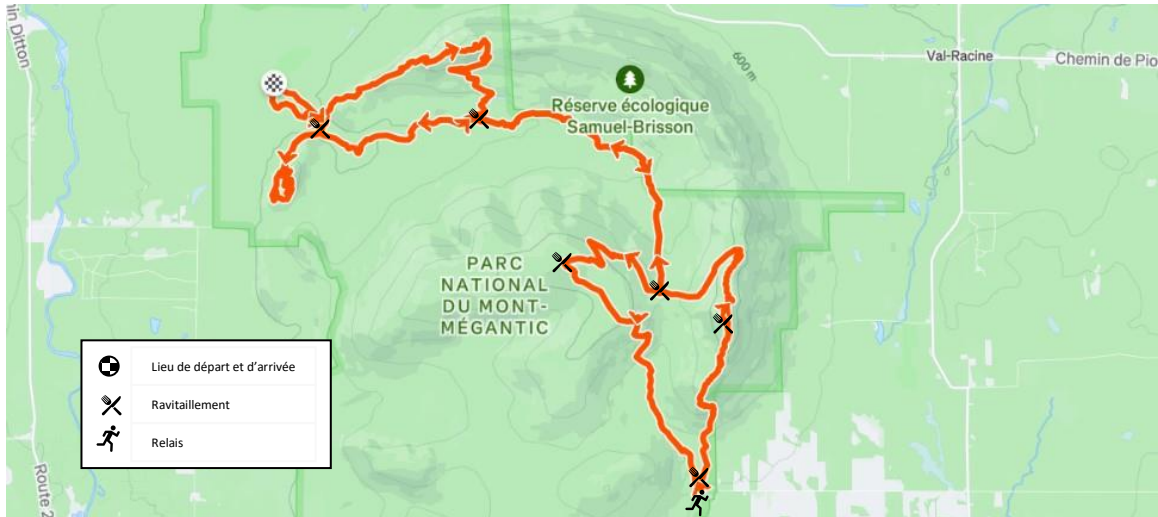 Ditton
600 m
Val-Racine
Chemin de Pio
Réserve écologique
Samuel-Brisson
PARC
NATIONAL
DU MONT-
MÉGANTIC
Lieu de départ et d'arrivée
Ravitaillement
Relais
Route 2